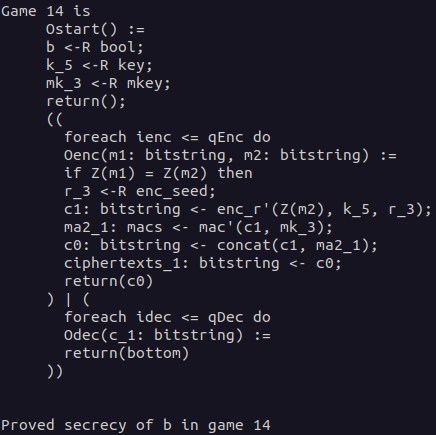 Game 14 is
Ostart() :=
b <-R bool;
k_5 <-R key;
mk_3 <-R mkey;
return();
((
foreach ienc <= qEnc do
Oenc(m1: bitstring, m2: bitstring) :=
if Z(m1) = Z(m2) then
r_3 <-R enc_seed;
c1: bitstring <- enc_r'(Z(m2), k_5, r_3);
ma2_1: macs <- mac'(c1, mk_3);
c0: bitstring <- concat(c1, ma2_1);
ciphertexts_1: bitstring <- c0;
return(c0)
) | (
foreach idec <= qDec do
Odec(c_1: bitstring) :=
return(bottom)
))
Proved secrecy of b in game 14